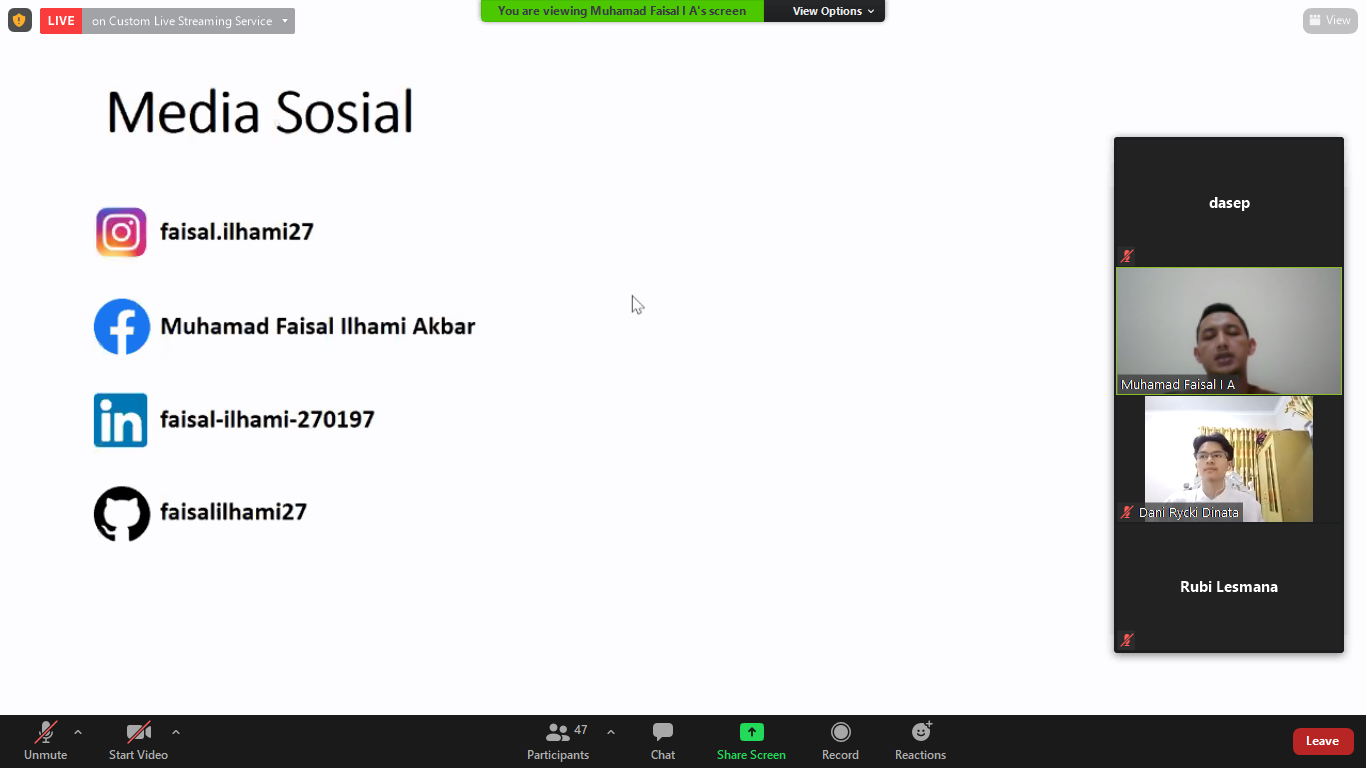 LIVE
on Custom Live Streaming Service
You are viewing Muhamad Faisal I A's screen
View Options
View
Media Sosial
faisal.ilhami27
Muhamad Faisal Ilhami Akbar
in faisal-ilhami-270197
faisalilhami27
dasep
Muhamad Faisal I A
Dani Rycki Dinata
Rubi Lesmana
Unmute
Start Video
Participants
47
Chat
Share Screen
Record
Reactions
Leave